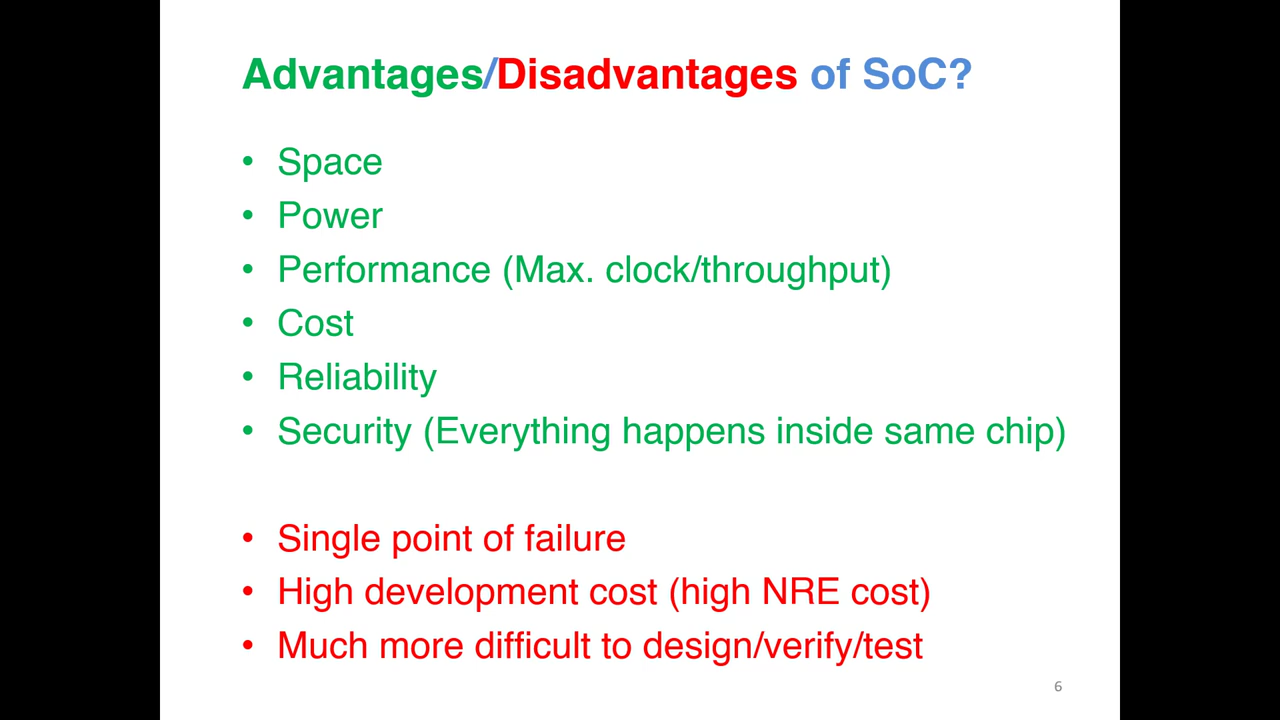 Advantages/Disadvantages of SoC?
• Space
• Power
• Performance (Max. clock/throughput)
• Cost
• Reliability
• Security (Everything happens inside same chip)
• Single point of failure
• High development cost (high NRE cost)
• Much more difficult to design/verify/test
6